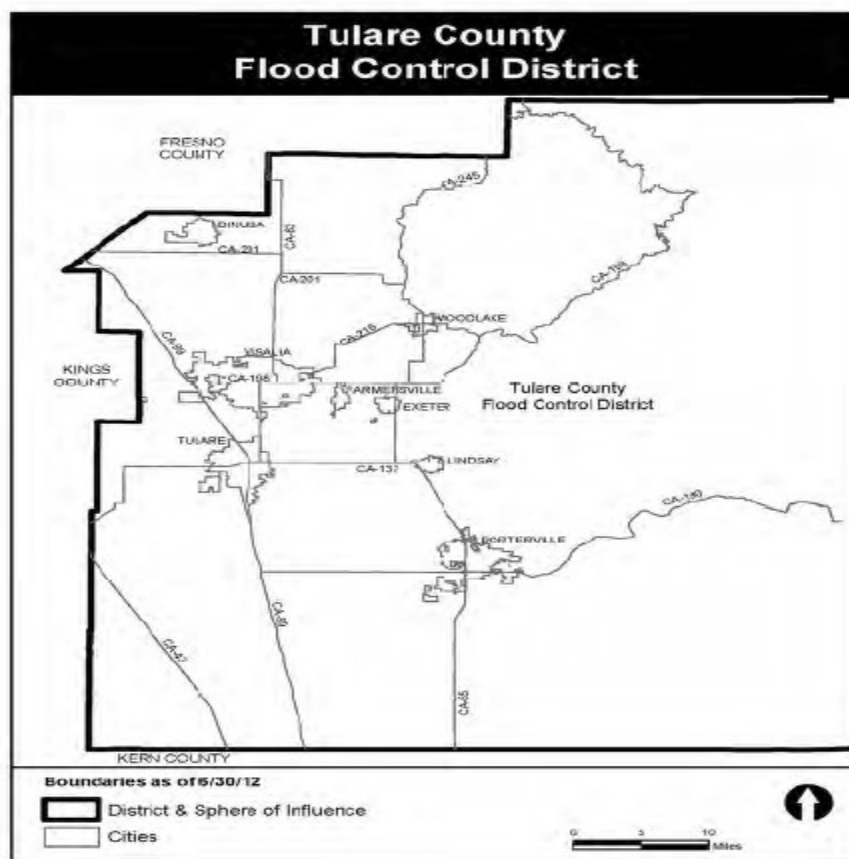 Tulare County
Flood Control District
FRESNO
COUNTY
CA-245
DINUBA
CA-63
CA-201
CA-201
CA-198
WOODLAKE
CA-216
CA-99
VISALIA
KINGS
COUNTY
CA-198
FARMERSVILLE
EXETER
Tulare County
Flood Control District
TULARE
CA-137
LINDSAY
CA-190
PORTERVILLE
CA-65
KERN COUNTY
Boundaries as of 6/30/12
District & Sphere of Influence
Cities
0 5 10
Miles